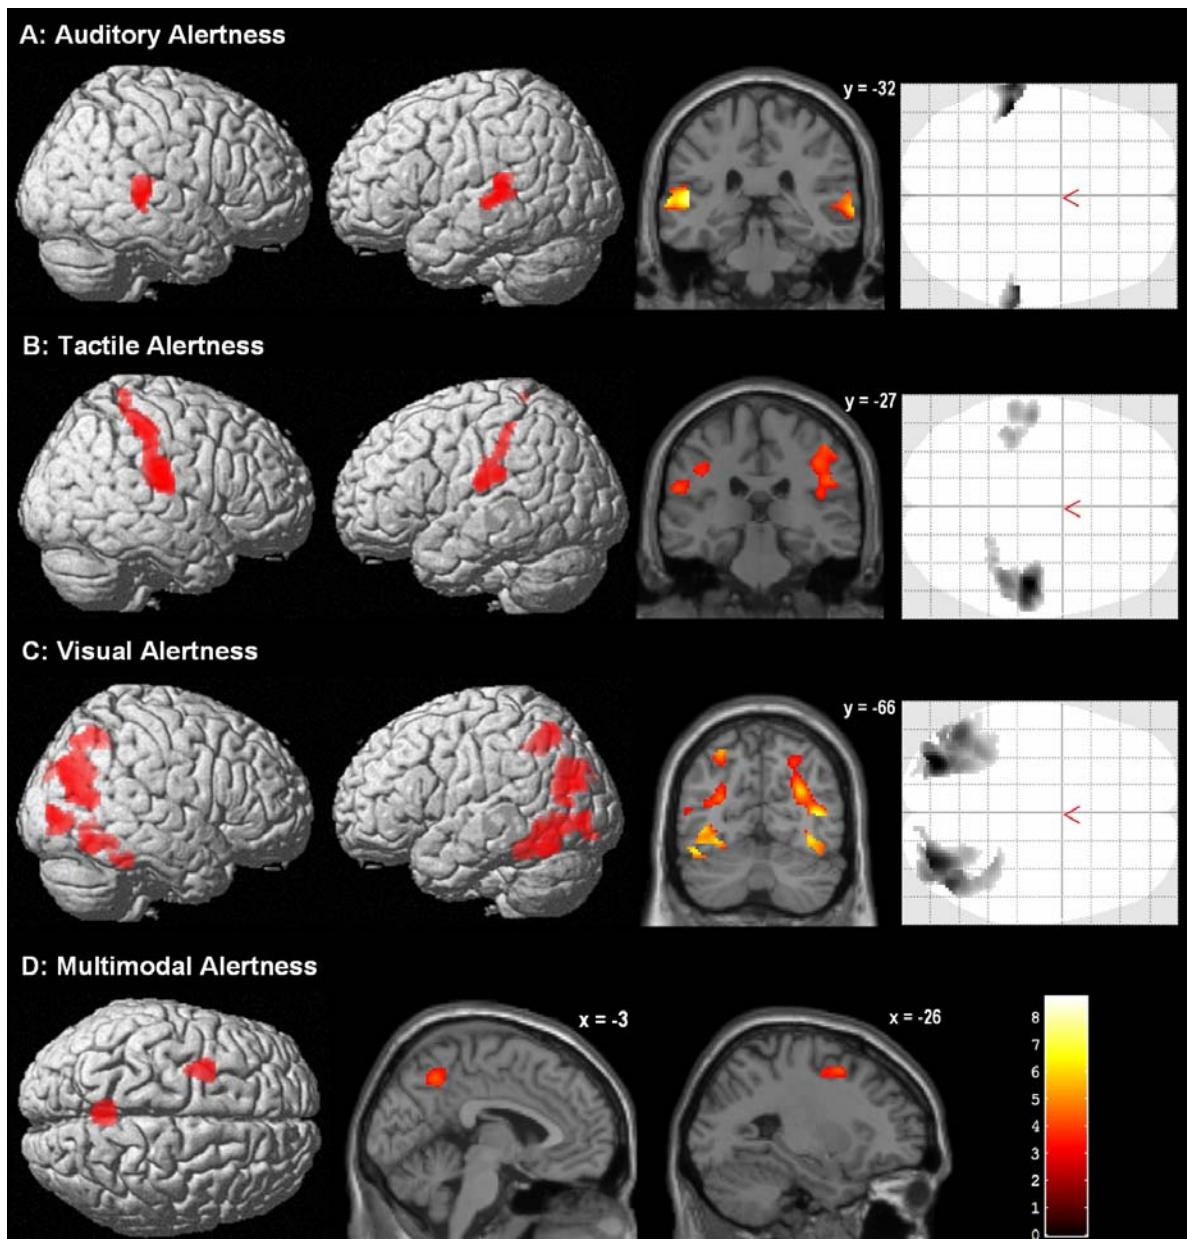 A: Auditory Alertness
y = -32
<
B: Tactile Alertness
y = -27
<
C: Visual Alertness
y = -66
<
D: Multimodal Alertness
x = -3
x = -26
8
7
6
5
4
3
2
1
0